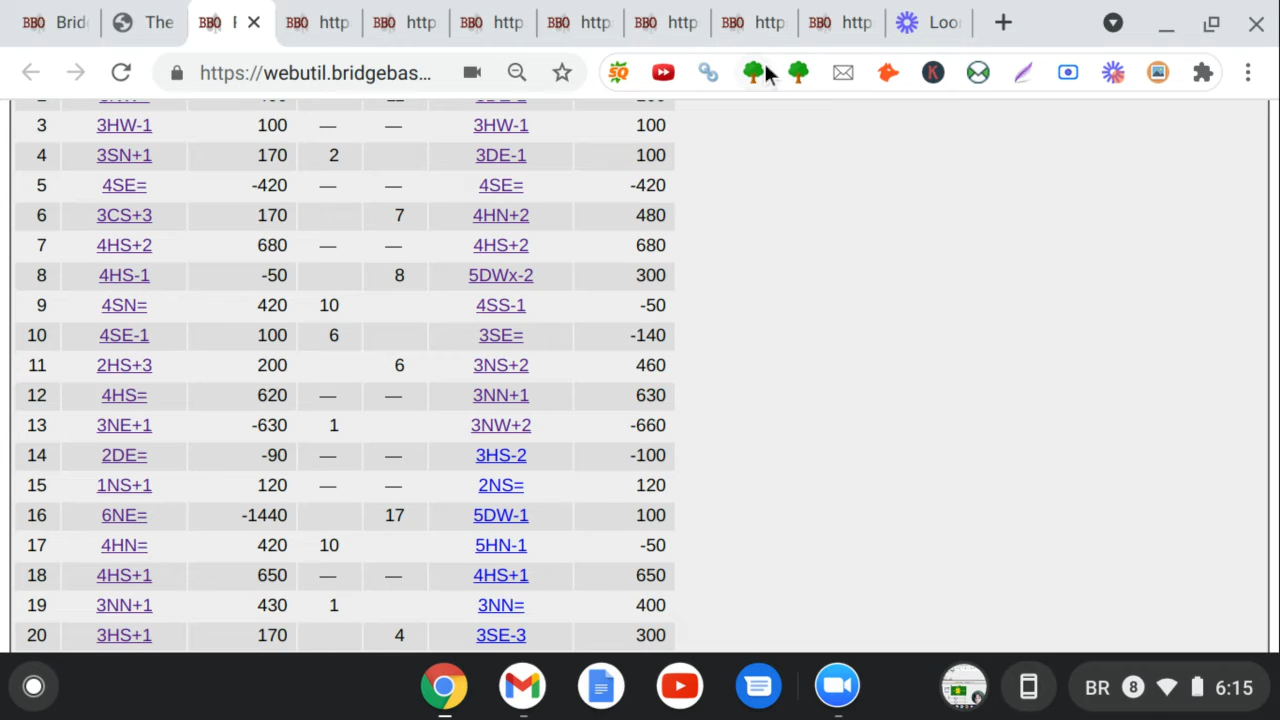 BBO Brid The BBO BBO http BBO http BBO http BBO http BBO http BBO http BBO http Loo
https://webutil.bridgebas...
3 3HW-1 100 — — 3HW-1 100
4 3SN+1 170 2 3DE-1 100
5 4SE= -420 — — 4SE= -420
6 3CS+3 170 7 4HN+2 480
7 4HS+2 680 — — 4HS+2 680
8 4HS-1 -50 8 5DWx-2 300
9 4SN= 420 10 4SS-1 -50
10 4SE-1 100 6 3SE= -140
11 2HS+3 200 6 3NS+2 460
12 4HS= 620 — — 3NN+1 630
13 3NE+1 -630 1 3NW+2 -660
14 2DE= -90 — — 3HS-2 -100
15 1NS+1 120 — — 2NS= 120
16 6NE= -1440 17 5DW-1 100
17 4HN= 420 10 5HN-1 -50
18 4HS+1 650 — — 4HS+1 650
19 3NN+1 430 1 3NN= 400
20 3HS+1 170 4 3SE-3 300
BR 8 6:15